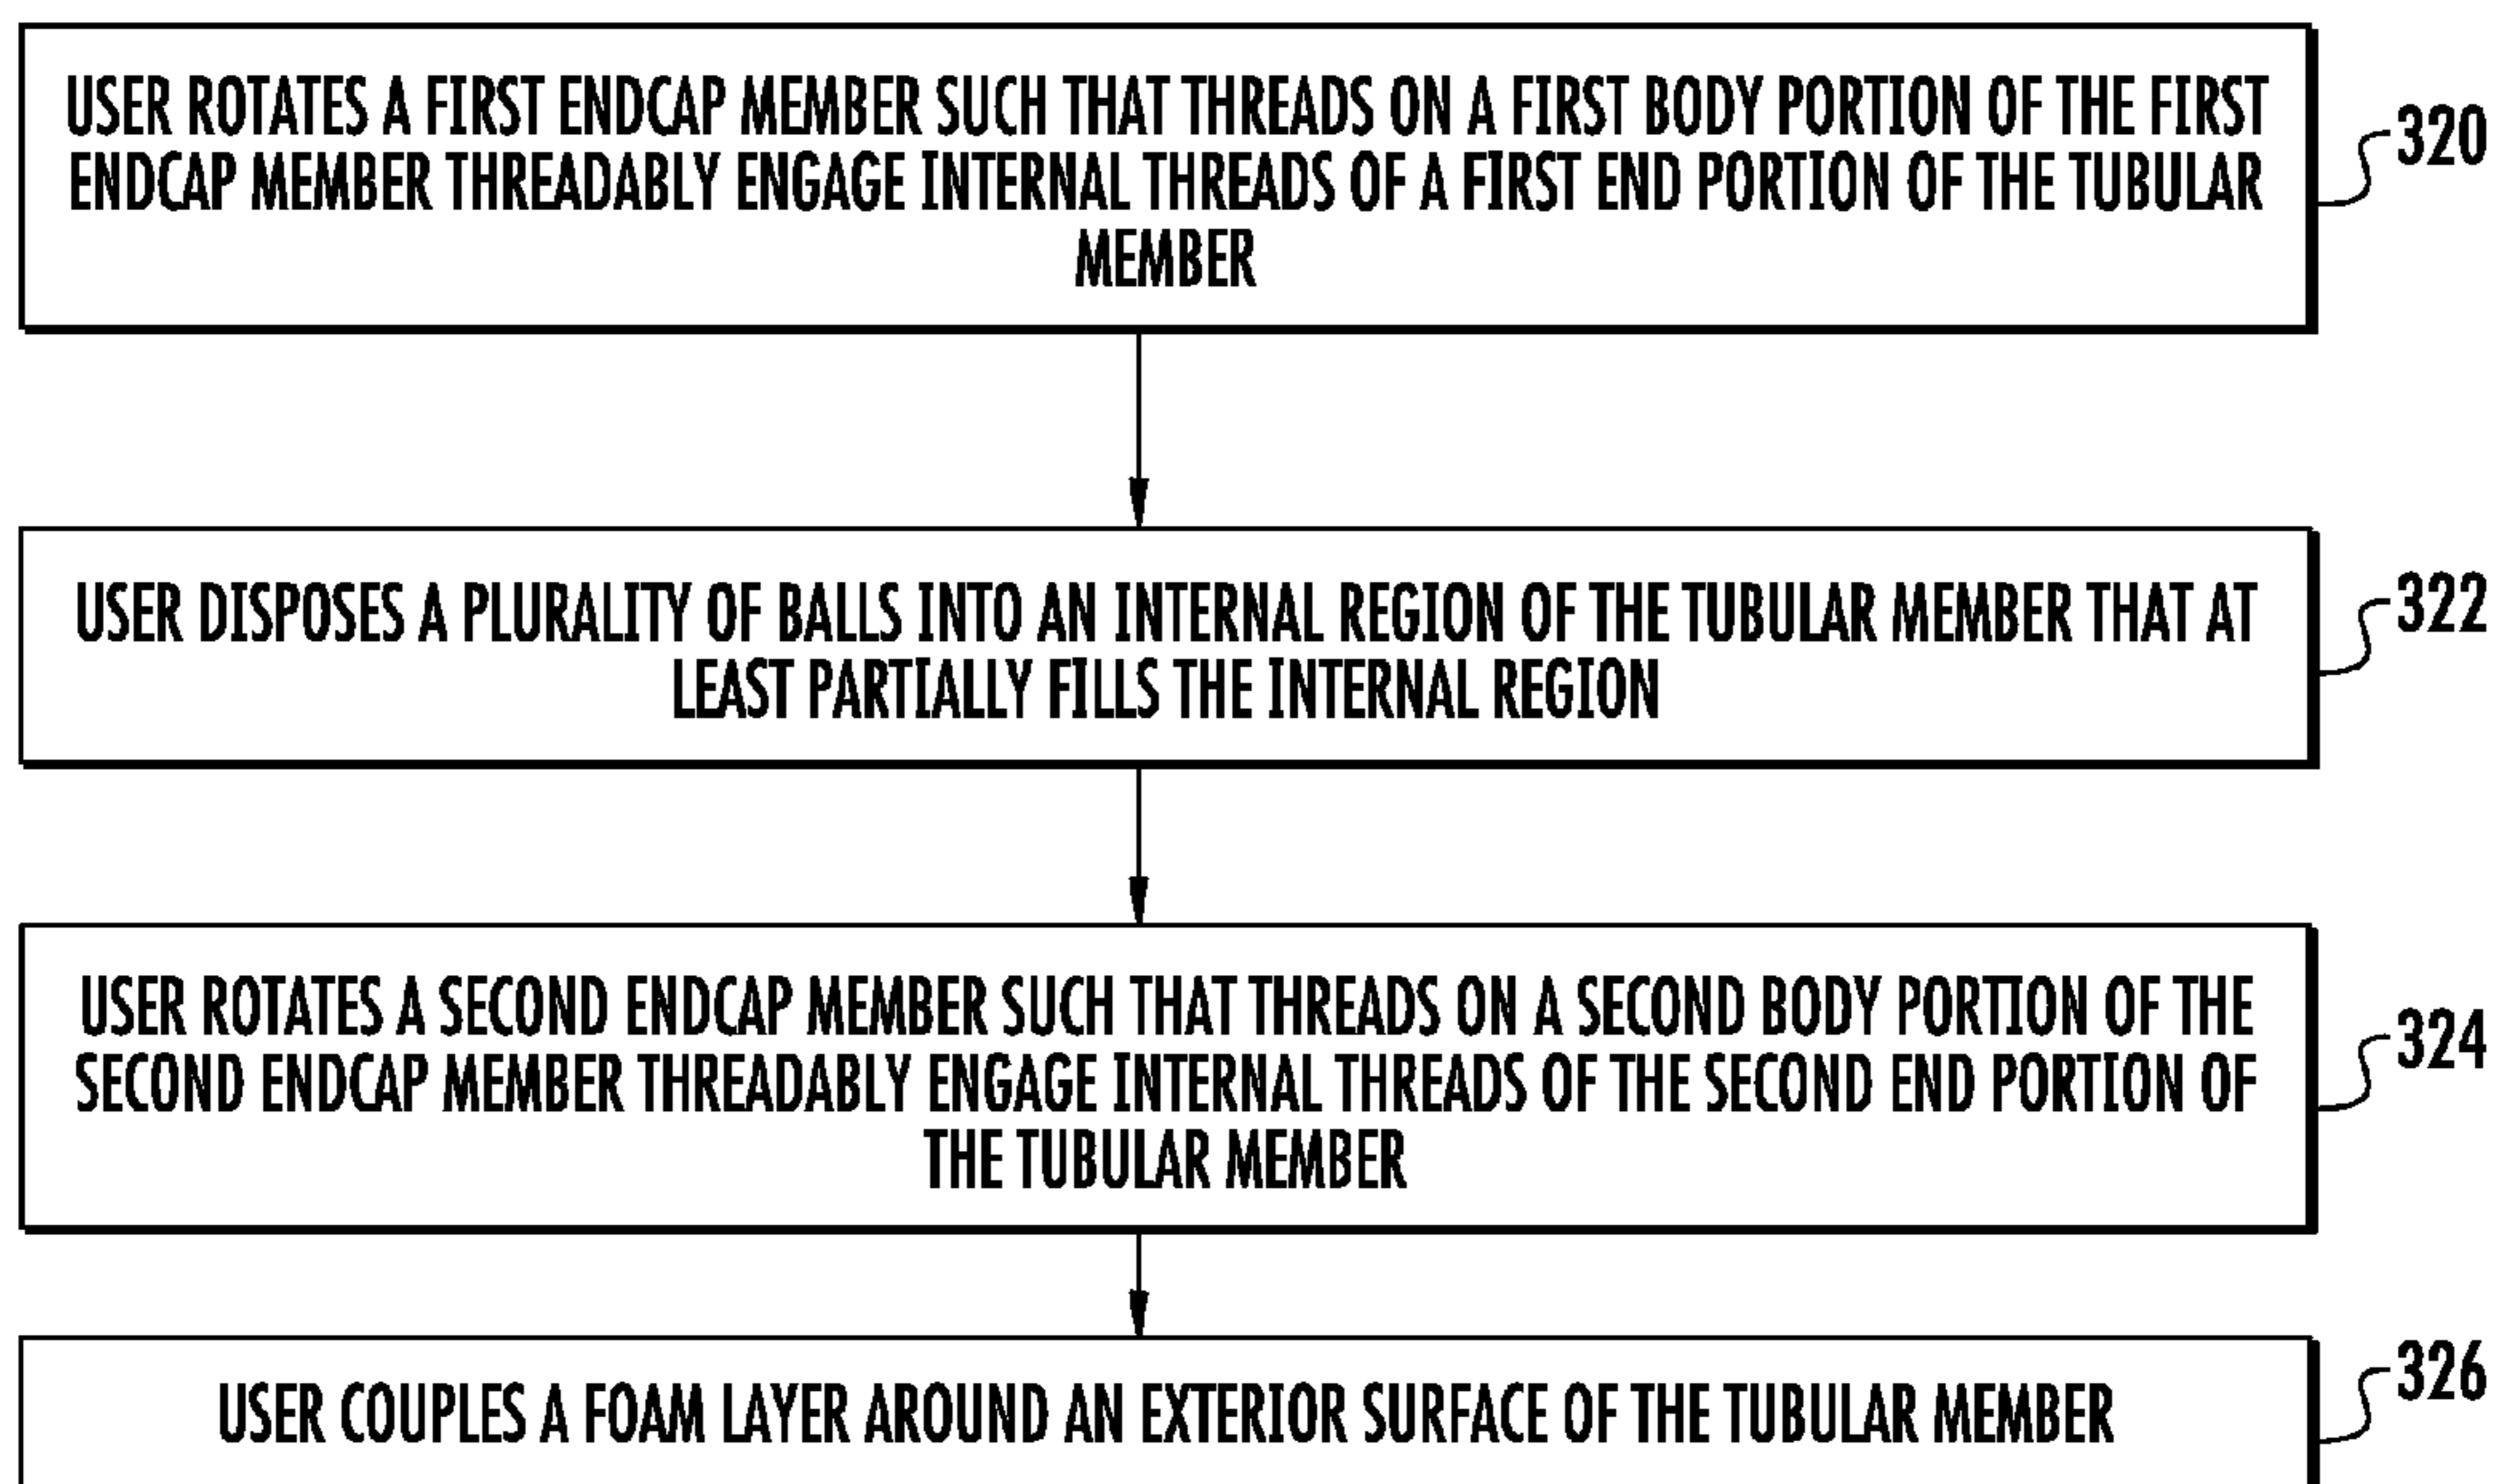 USER ROTATES A FIRST ENDCAP MEMBER SUCH THAT THREADS ON A FIRST BODY PORTION OF THE FIRST
ENDCAP MEMBER THREADABLY ENGAGE INTERNAL THREADS OF A FIRST END PORTION OF THE TUBULAR
MEMBER
320
USER DISPOSES A PLURALITY OF BALLS INTO AN INTERNAL REGION OF THE TUBULAR MEMBER THAT AT
LEAST PARTIALLY FILLS THE INTERNAL REGION
322
USER ROTATES A SECOND ENDCAP MEMBER SUCH THAT THREADS ON A SECOND BODY PORTION OF THE
SECOND ENDCAP MEMBER THREADABLY ENGAGE INTERNAL THREADS OF THE SECOND END PORTION OF
THE TUBULAR MEMBER
324
USER COUPLES A FOAM LAYER AROUND AN EXTERIOR SURFACE OF THE TUBULAR MEMBER
326